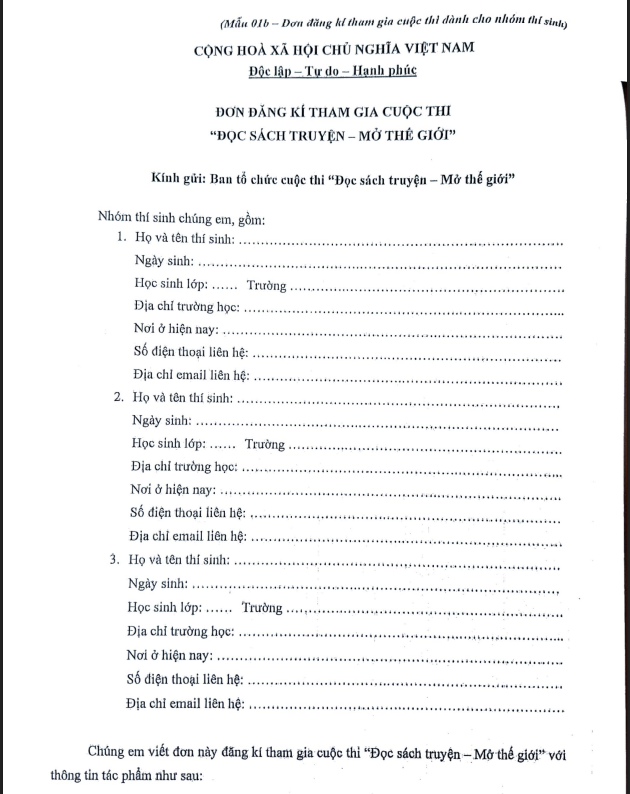 (Mẫu 01b – Đơn đăng kí tham gia cuộc thi dành cho nhóm thí sinh)
CỘNG HOÀ XÃ HỘI CHỦ NGHĨA VIỆT NAM
Độc lập – Tự do – Hạnh phúc
ĐƠN ĐĂNG KÍ THAM GIA CUỘC THI
“ĐỌC SÁCH TRUYỆN – MỞ THẾ GIỚI”
Kính gửi: Ban tổ chức cuộc thi “Đọc sách truyện – Mở thế giới”
Nhóm thí sinh chúng em, gồm:
1. Họ và tên thí sinh: ........................................
Ngày sinh: ........................................
Học sinh lớp: ...... Trường ........................................
Địa chỉ trường học: ........................................
Nơi ở hiện nay: ........................................
Số điện thoại liên hệ: ........................................
Địa chỉ email liên hệ: ........................................
2. Họ và tên thí sinh: ........................................
Ngày sinh: ........................................
Học sinh lớp: ...... Trường ........................................
Địa chỉ trường học: ........................................
Nơi ở hiện nay: ........................................
Số điện thoại liên hệ: ........................................
Địa chỉ email liên hệ: ........................................
3. Họ và tên thí sinh: ........................................
Ngày sinh: ........................................
Học sinh lớp: ...... Trường ........................................
Địa chỉ trường học: ........................................
Nơi ở hiện nay: ........................................
Số điện thoại liên hệ: ........................................
Địa chỉ email liên hệ: ........................................
Chúng em viết đơn này đăng kí tham gia cuộc thi “Đọc sách truyện – Mở thế giới” với
thông tin tác phẩm như sau: